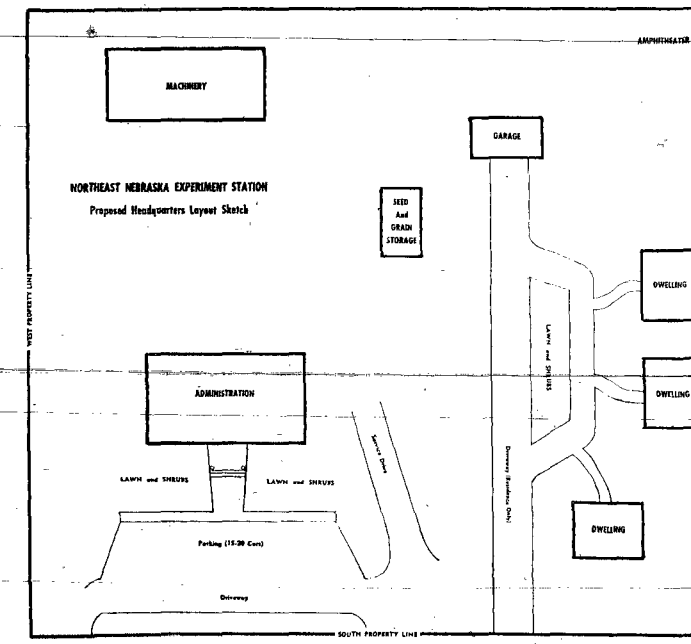 AMPHITHEATER
MACHINERY
GARAGE
NORTHEAST NEBRASKA EXPERIMENT STATION
Proposed Headquarters Layout Sketch
SEED
And
GRAIN
STORAGE
DWELLING
WEST PROPERTY LINE
LAWN and SHRUBS
ADMINISTRATION
DWELLING
Service Drive
Driveway (Residence Only)
LAWN and SHRUBS
LAWN and SHRUBS
DWELLING
Parking (15-20 Cars)
Driveway
SOUTH PROPERTY LINE